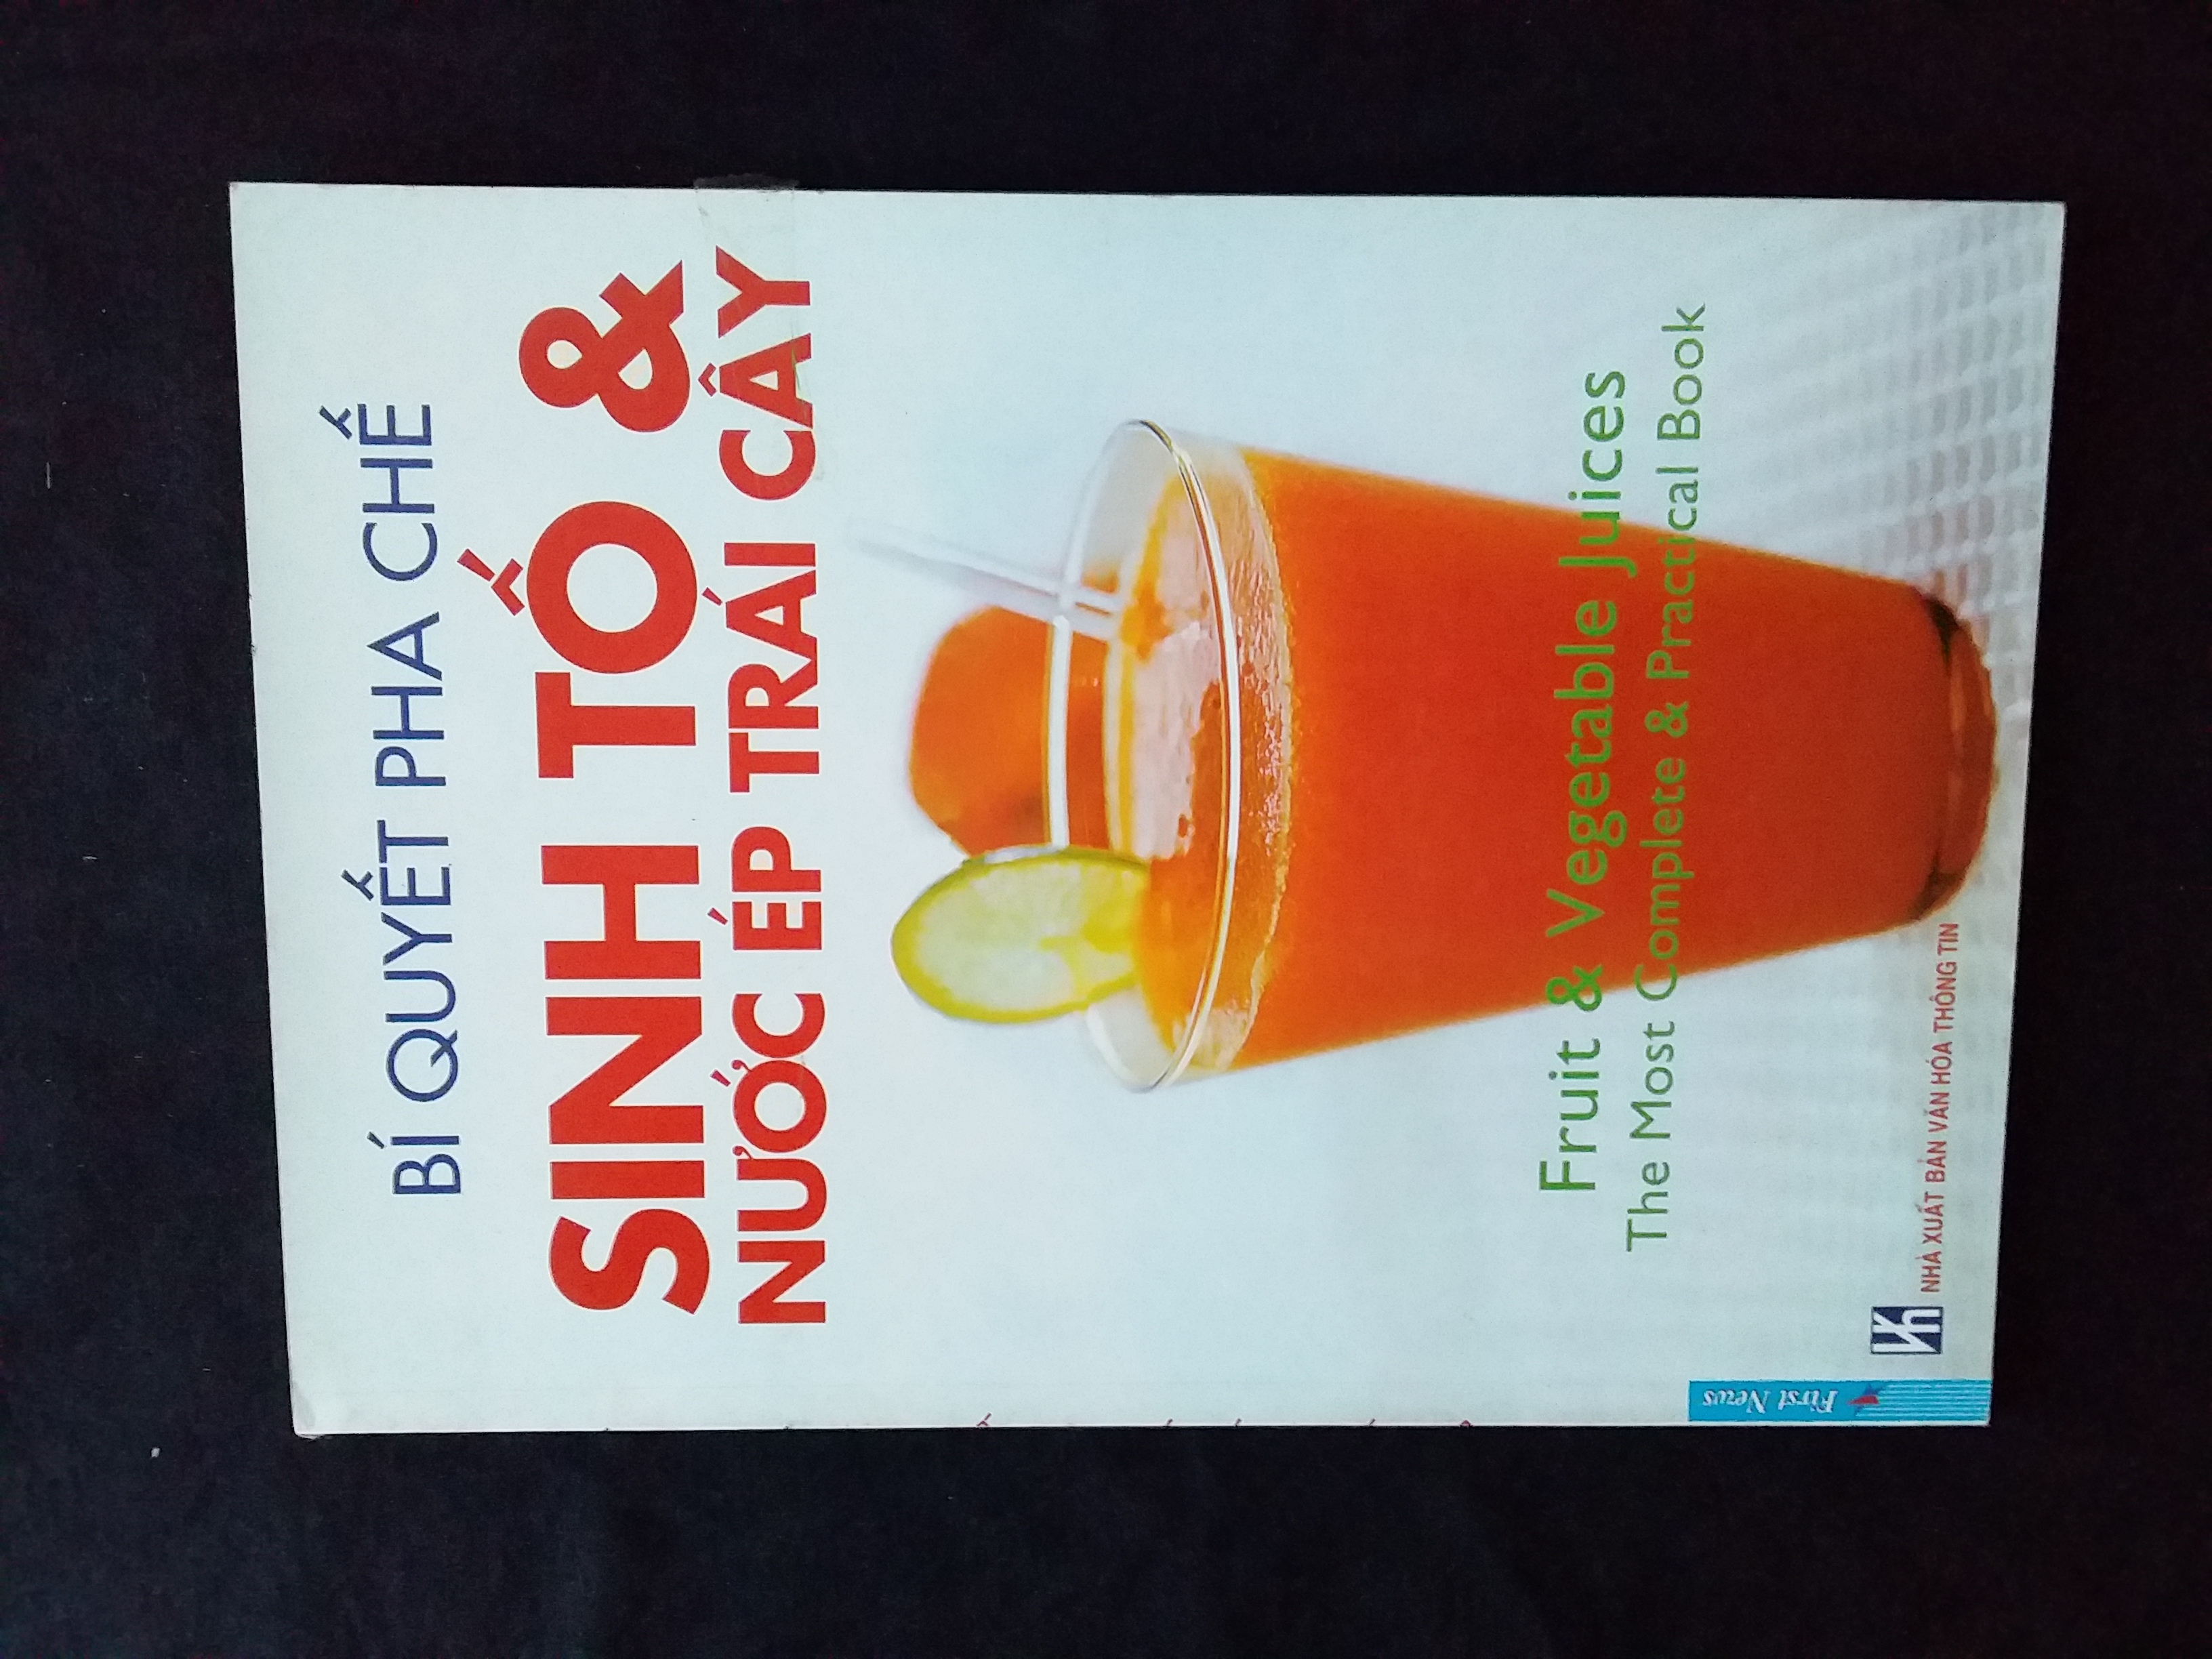 BÍ QUYẾT PHA CHẾ
SINH TỐ &
NƯỚC ÉP TRÁI CÂY
Fruit & Vegetable Juices
The Most Complete & Practical Book
First News
Vh
NHÀ XUẤT BẢN VĂN HÓA THÔNG TIN